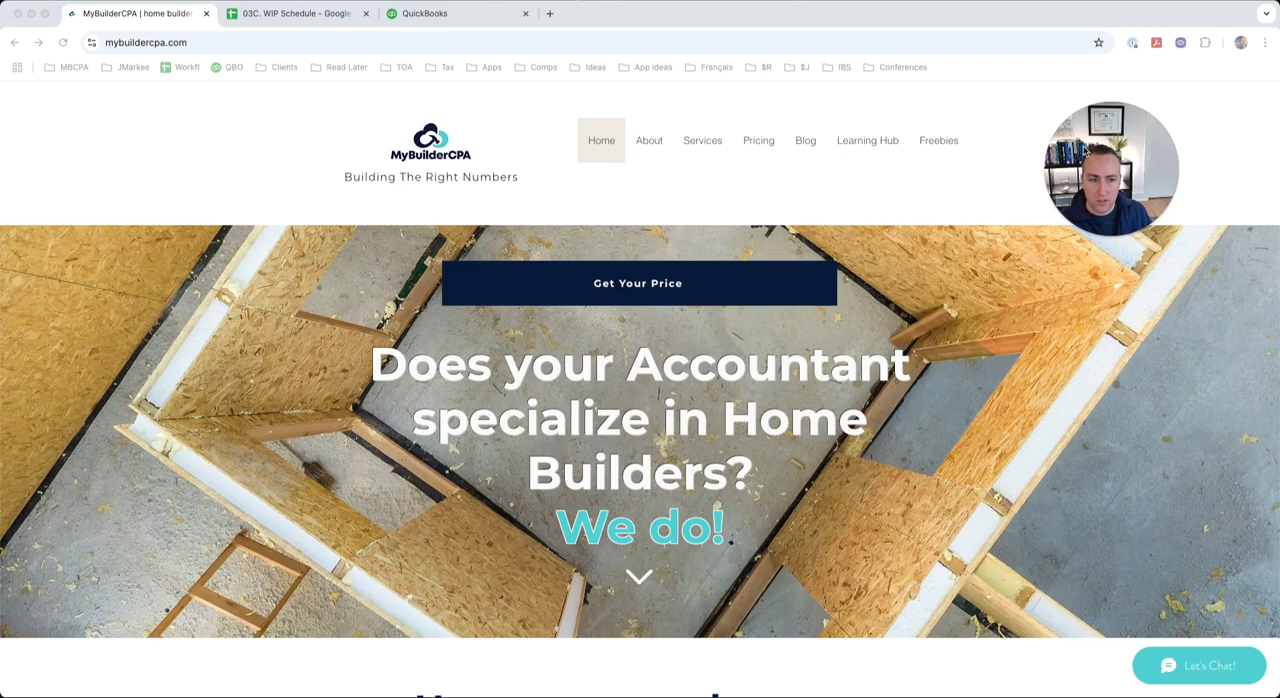 MyBuilderCPA | home builder
03C. WIP Schedule - Google
QuickBooks
mybuildercpa.com
MBCPA
JMarkee
Workfl
QBO
Clients
Read Later
TOA
Tax
Apps
Comps
Ideas
App ideas
Français
$R
$J
IBS
Conferences
MyBuilderCPA
Building The Right Numbers
Home
About
Services
Pricing
Blog
Learning Hub
Freebies
Get Your Price
Does your Accountant
specialize in Home
Builders?
We do!
Let's Chat!